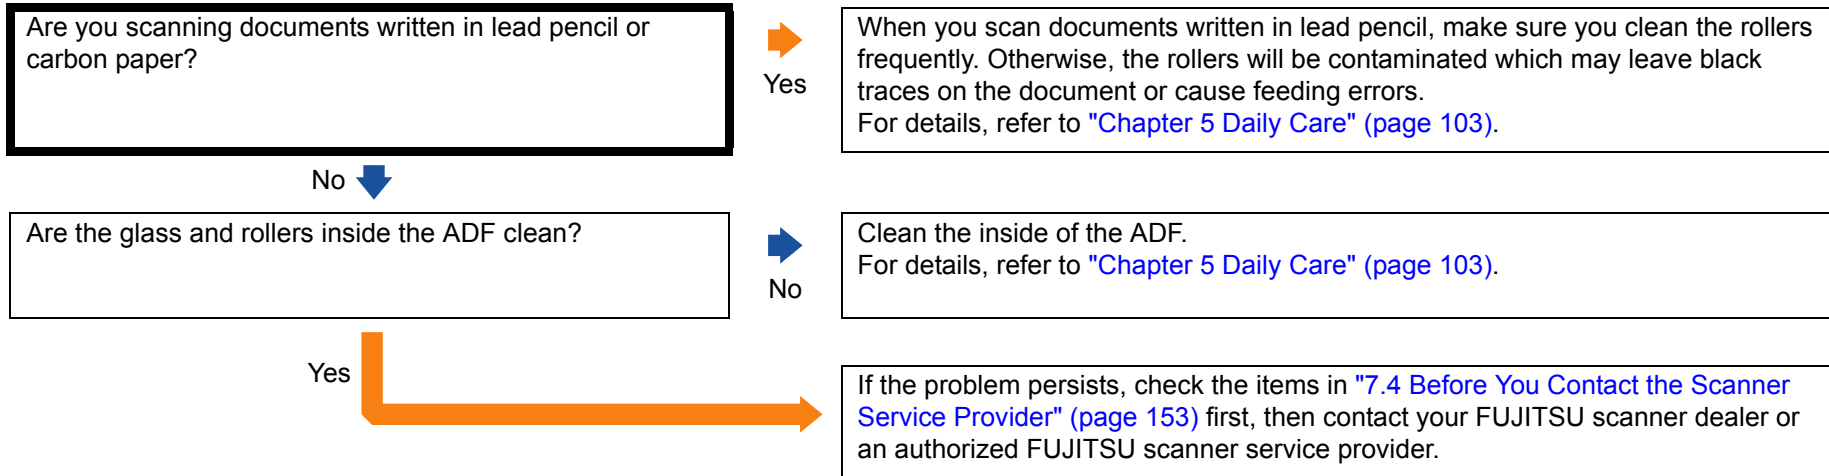 Are you scanning documents written in lead pencil or
carbon paper?
Yes
When you scan documents written in lead pencil, make sure you clean the rollers
frequently. Otherwise, the rollers will be contaminated which may leave black
traces on the document or cause feeding errors.
For details, refer to "Chapter 5 Daily Care" (page 103).
No
Are the glass and rollers inside the ADF clean?
No
Clean the inside of the ADF.
For details, refer to "Chapter 5 Daily Care" (page 103).
Yes
If the problem persists, check the items in "7.4 Before You Contact the Scanner
Service Provider" (page 153) first, then contact your FUJITSU scanner dealer or
an authorized FUJITSU scanner service provider.